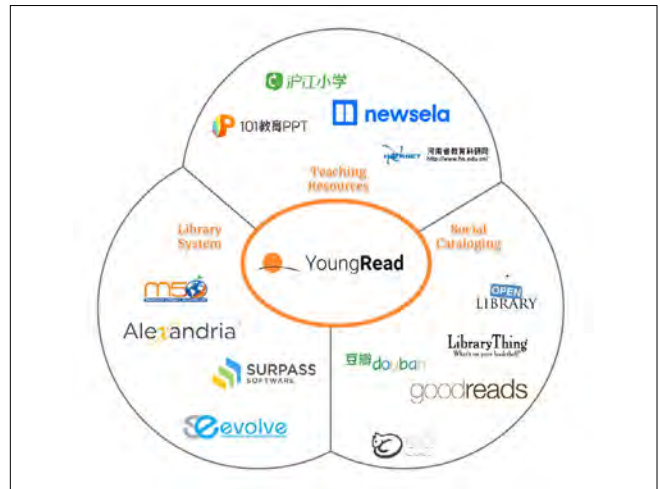 沪江小学
101教育PPT
newsela
河南省教育科研网
http://www.ha.edu.cn/
Teaching
Resources
Library
System
Social
Cataloging
YoungRead
m5
Alexandria
SURPASS
SOFTWARE
evolve
OPEN
LIBRARY
LibraryThing
What's on your bookshelf?
豆瓣douban
goodreads